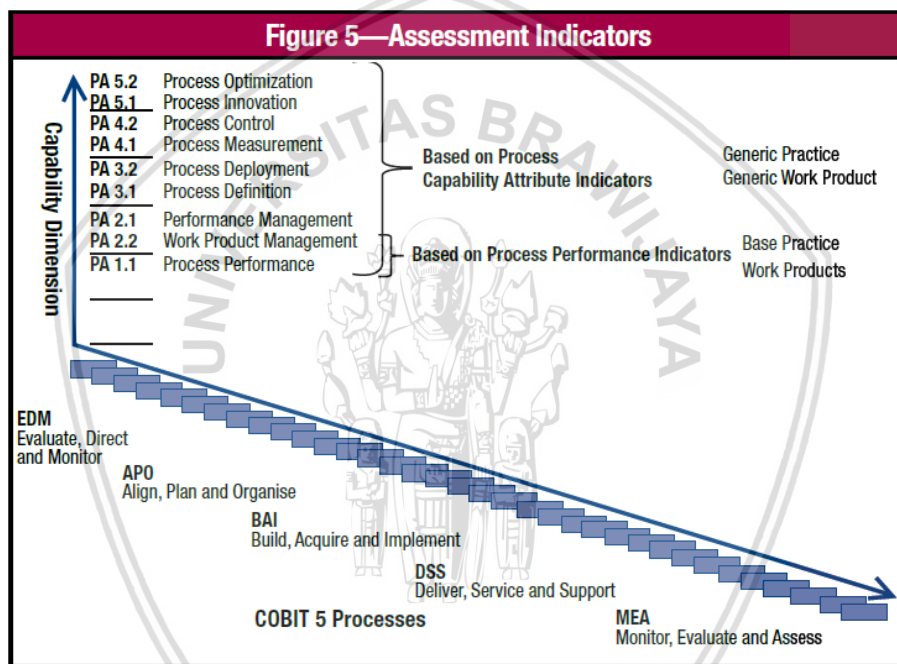 Figure 5—Assessment Indicators
Capability Dimension
PA 5.2 Process Optimization
PA 5.1 Process Innovation
PA 4.2 Process Control
PA 4.1 Process Measurement
PA 3.2 Process Deployment
PA 3.1 Process Definition
PA 2.1 Performance Management
PA 2.2 Work Product Management
PA 1.1 Process Performance
Based on Process
Capability Attribute Indicators
Generic Practice
Generic Work Product
Based on Process Performance Indicators
Base Practice
Work Products
EDM
Evaluate, Direct
and Monitor
APO
Align, Plan and Organise
BAI
Build, Acquire and Implement
DSS
Deliver, Service and Support
MEA
Monitor, Evaluate and Assess
COBIT 5 Processes
UNIVERSITAS BRAWIJAYA